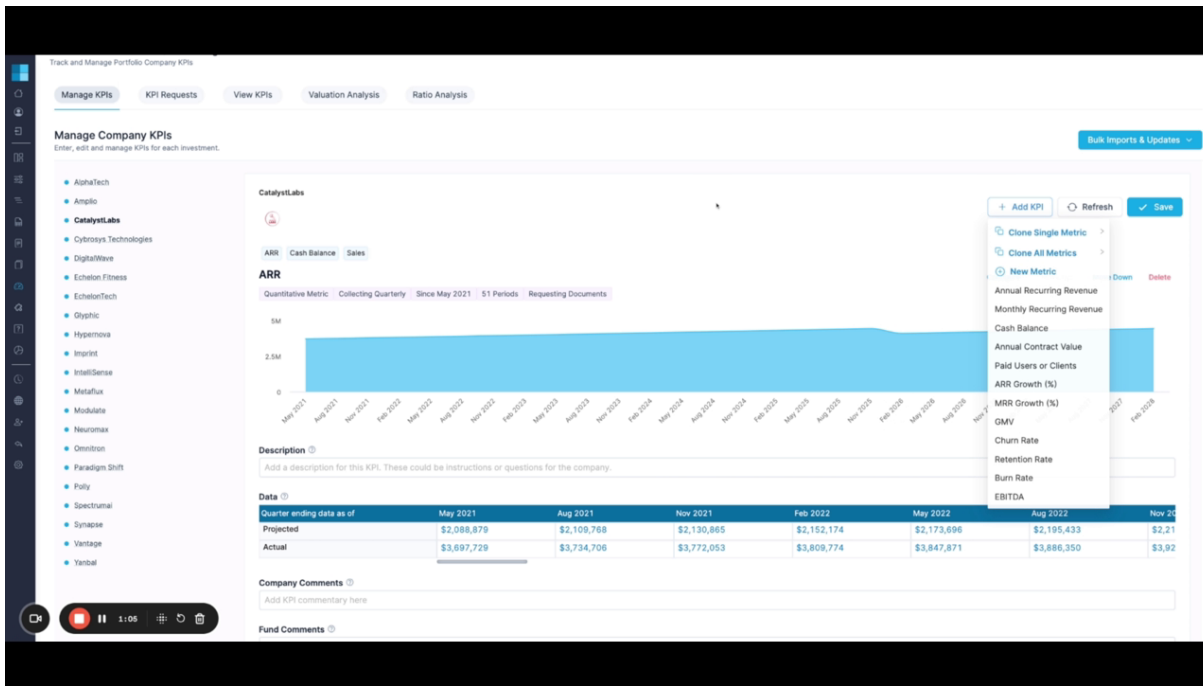 Track and Manage Portfolio Company KPIs
Manage KPIs KPI Requests View KPIs Valuation Analysis Ratio Analysis
Manage Company KPIs
Enter, edit and manage KPIs for each investment.
Bulk Imports & Updates
AlphaTech
Amplio
CatalystLabs
Cybrosys Technologies
DigitalWave
Echelon Fitness
EchelonTech
Glyphic
Hypernova
Imprint
IntelliSense
Metaflux
Modulate
Neuromax
Omnitron
Paradigm Shift
Polly
Spectrumai
Synapse
Vantage
Yanbal
CatalystLabs
+ Add KPI Refresh Save
Clone Single Metric
Clone All Metrics
New Metric
Annual Recurring Revenue
Monthly Recurring Revenue
Cash Balance
Annual Contract Value
Paid Users or Clients
ARR Growth (%)
MRR Growth (%)
GMV
Churn Rate
Retention Rate
Burn Rate
EBITDA
ARR Cash Balance Sales
ARR
Down Delete
Quantitative Metric Collecting Quarterly Since May 2021 51 Periods Requesting Documents
5M
2.5M
0
May 2021 Aug 2021 Nov 2021 Feb 2022 May 2022 Aug 2022 Nov 2022 Feb 2023 May 2023 Aug 2023 Nov 2023 Feb 2024 May 2024 Aug 2024 Nov 2024 Feb 2025 May 2025 Aug 2025 Nov 2025 Feb 2026 May 2026 Aug 2026 2027 Feb 2028
Description
Add a description for this KPI. These could be instructions or questions for the company.
Data
Quarter ending data as of May 2021 Aug 2021 Nov 2021 Feb 2022 May 2022 Aug 2022 Nov 20
Projected $2,088,879 $2,109,768 $2,130,865 $2,152,174 $2,173,696 $2,195,433 $2,21
Actual $3,697,729 $3,734,706 $3,772,053 $3,809,774 $3,847,871 $3,886,350 $3,92
Company Comments
Add KPI commentary here
Fund Comments
1:05